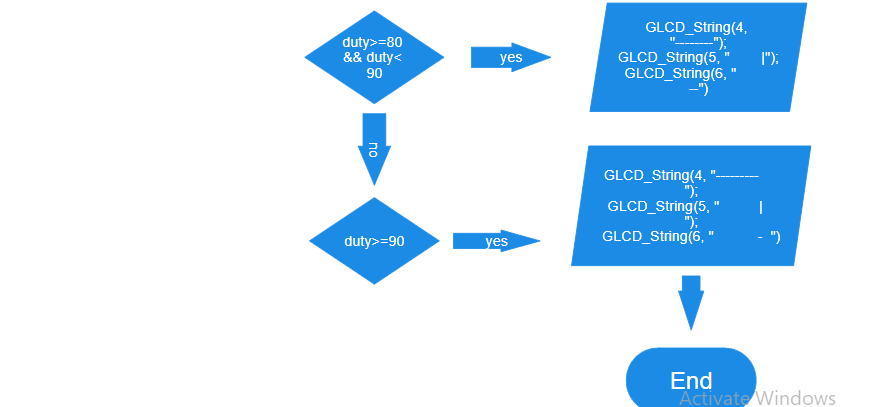 duty>=80
&& duty<
90
yes
GLCD_String(4,
"--------");
GLCD_String(5, "        |");
GLCD_String(6, "
--")
no
duty>=90
yes
GLCD_String(4, "---------
");
GLCD_String(5, "          |
");
GLCD_String(6, "           -  ")
End
Activate Windows